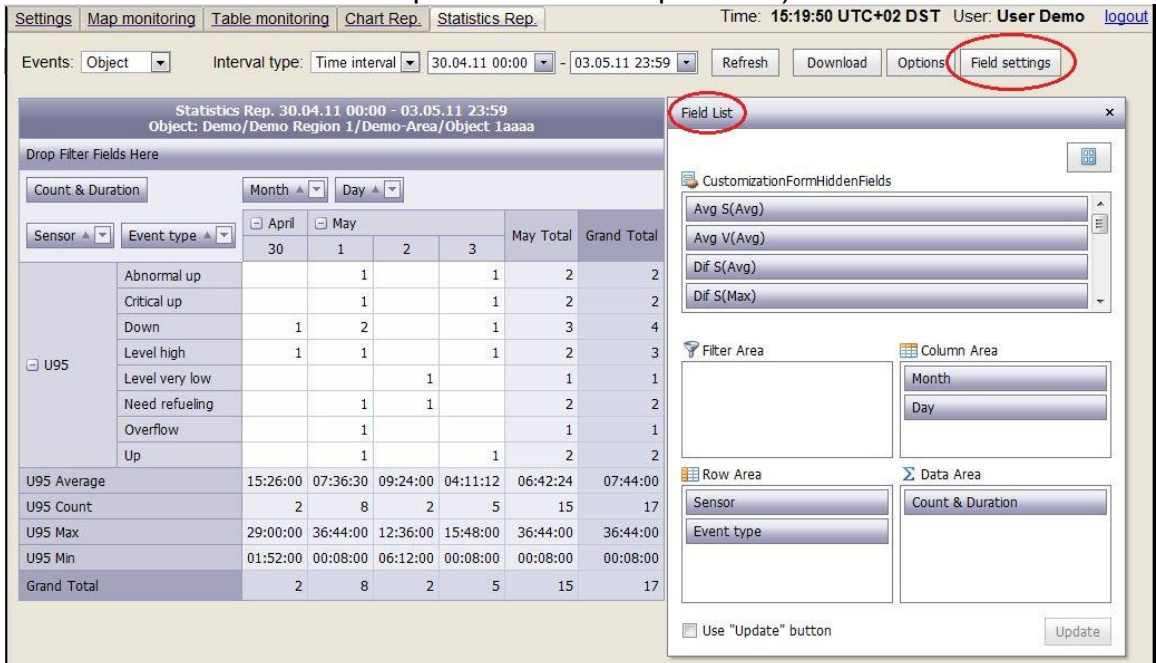 Settings Map monitoring Table monitoring Chart Rep. Statistics Rep. Time: 15:19:50 UTC+02 DST User: User Demo logout
Events: Object Interval type: Time interval 30.04.11 00:00 - 03.05.11 23:59 Refresh Download Options Field settings
Statistics Rep. 30.04.11 00:00 - 03.05.11 23:59
Object: Demo/Demo Region 1/Demo-Area/Object 1aaaa
Drop Filter Fields Here
Count & Duration Month Day
Sensor Event type April May May Total Grand Total
30 1 2 3
U95
Abnormal up 1 1 2 2
Critical up 1 1 2 2
Down 1 2 1 3 4
Level high 1 1 1 2 3
Level very low 1 1 1
Need refueling 1 1 2 2
Overflow 1 1 1
Up 1 1 2 2
U95 Average 15:26:00 07:36:30 09:24:00 04:11:12 06:42:24 07:44:00
U95 Count 2 8 2 5 15 17
U95 Max 29:00:00 36:44:00 12:36:00 15:48:00 36:44:00 36:44:00
U95 Min 01:52:00 00:08:00 06:12:00 00:08:00 00:08:00 00:08:00
Grand Total 2 8 2 5 15 17
Field List x
CustomizationFormHiddenFields
Avg S(Avg)
Avg V(Avg)
Dif S(Avg)
Dif S(Max)
Filter Area
Column Area
Month
Day
Row Area
Sensor
Event type
Σ Data Area
Count & Duration
Use "Update" button Update